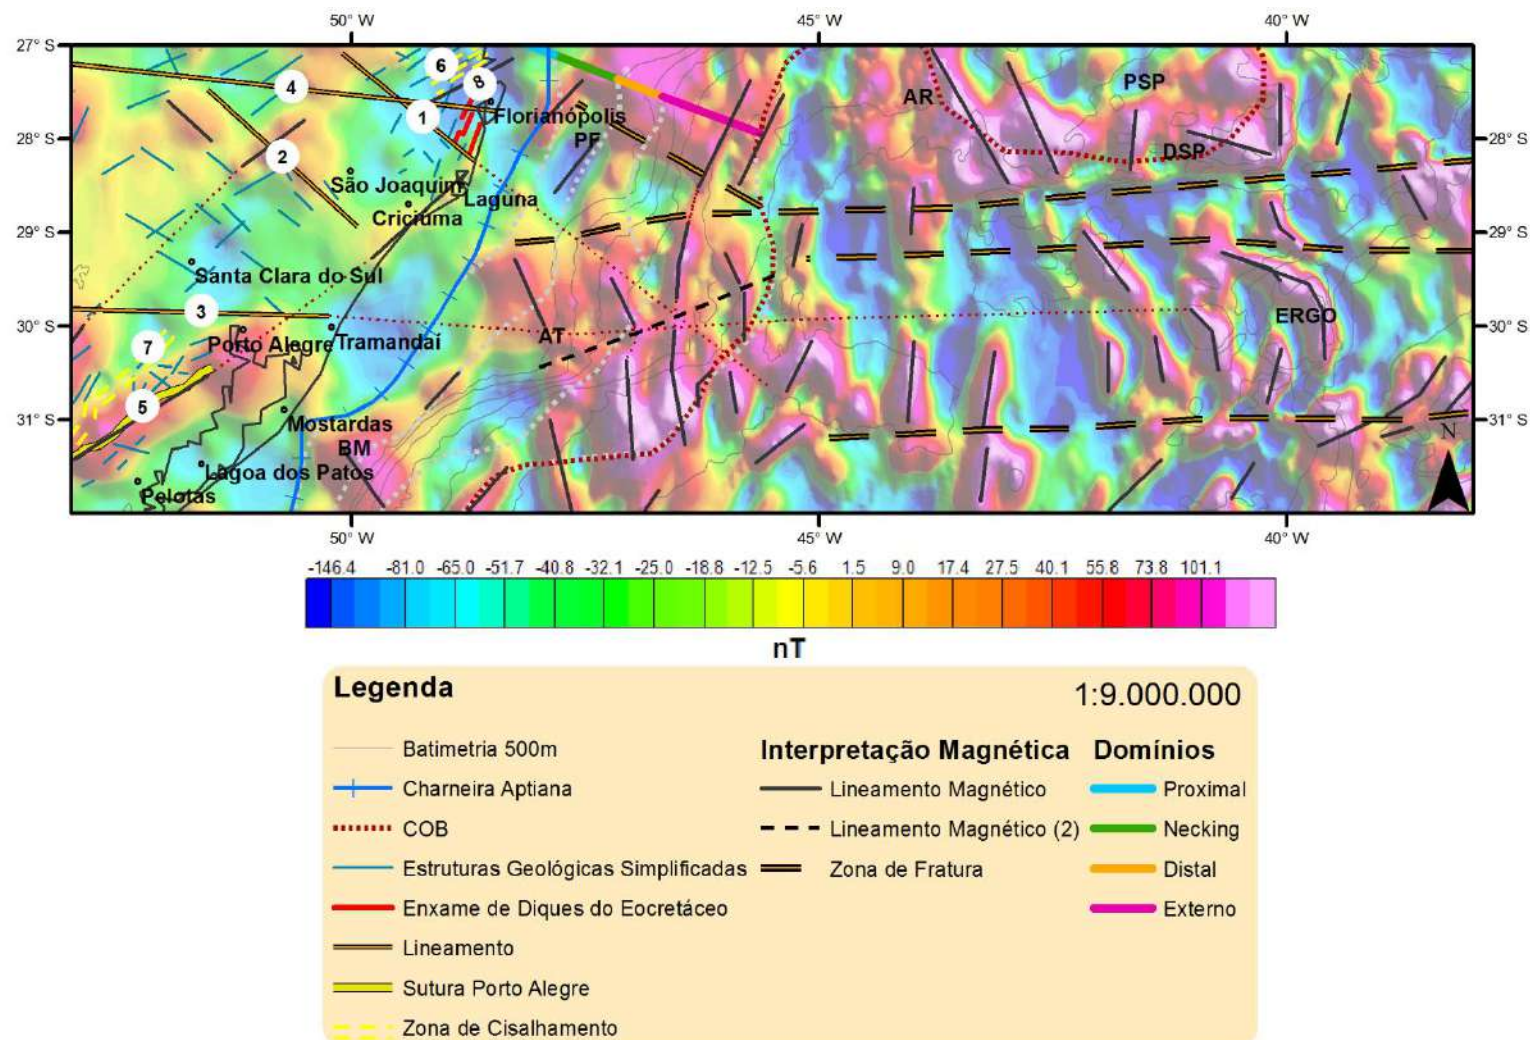 50° W 45° W 40° W
27° S
28° S 28° S
29° S 29° S
30° S 30° S
31° S 31° S
6
8
4
1
2
3
7
5
Florianópolis
PF
AR
PSP
DSP
São Joaquim
Laguna
Criciúma
Santa Clara do Sul
Porto Alegre
Tramandaí
AT
ERGO
Mostardas
BM
Lagoa dos Patos
Pelotas
N
50° W 45° W 40° W
-146.4 -81.0 -65.0 -51.7 -40.8 -32.1 -25.0 -18.8 -12.5 -5.6 1.5 9.0 17.4 27.5 40.1 55.8 73.8 101.1
nT
Legenda 1:9.000.000
Batimetria 500m
Charneira Aptiana
COB
Estruturas Geológicas Simplificadas
Enxame de Diques do Eocretáceo
Lineamento
Sutura Porto Alegre
Zona de Cisalhamento
Interpretação Magnética
Lineamento Magnético
Lineamento Magnético (2)
Zona de Fratura
Domínios
Proximal
Necking
Distal
Externo